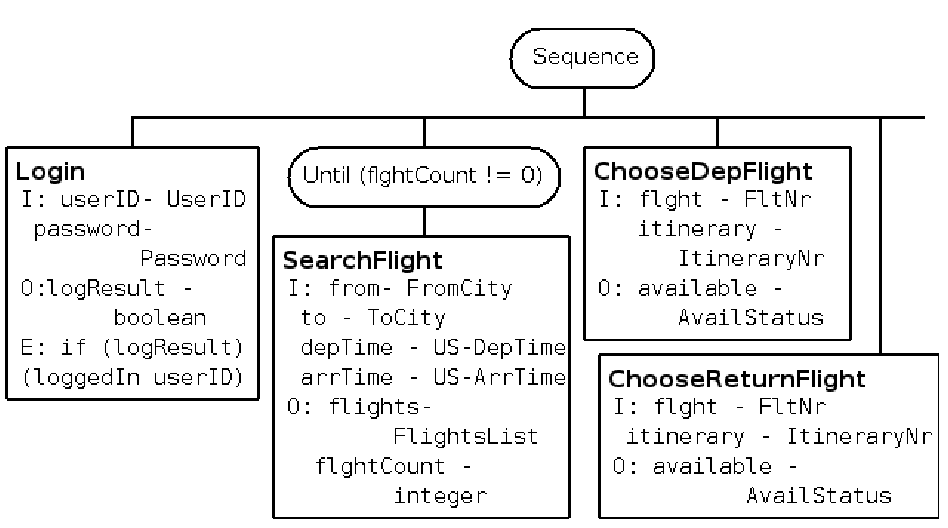 Sequence
Login
I: userID- UserID
password-
Password
O:logResult -
boolean
E: if (logResult)
(loggedIn userID)
Until (flghtCount != 0)
SearchFlight
I: from- FromCity
to - ToCity
depTime - US-DepTime
arrTime - US-ArrTime
O: flights-
FlightsList
flghtCount -
integer
ChooseDepFlight
I: flght - FltNr
itinerary -
ItineraryNr
O: available -
AvailStatus
ChooseReturnFlight
I: flght - FltNr
itinerary - ItineraryNr
O: available -
AvailStatus